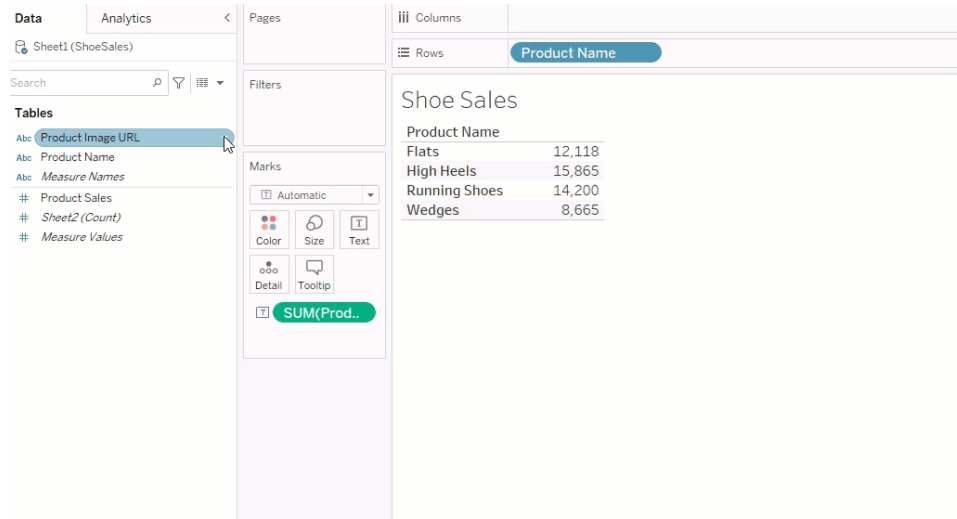 Data
Analytics
Sheet1 (ShoeSales)
Search
Tables
Abc Product Image URL
Abc Product Name
Abc Measure Names
# Product Sales
# Sheet2 (Count)
# Measure Values
Pages
Filters
Marks
T Automatic
Color Size T Text
Detail Tooltip
T SUM(Prod..
iii Columns
Rows Product Name
Shoe Sales
Product Name
Flats 12,118
High Heels 15,865
Running Shoes 14,200
Wedges 8,665